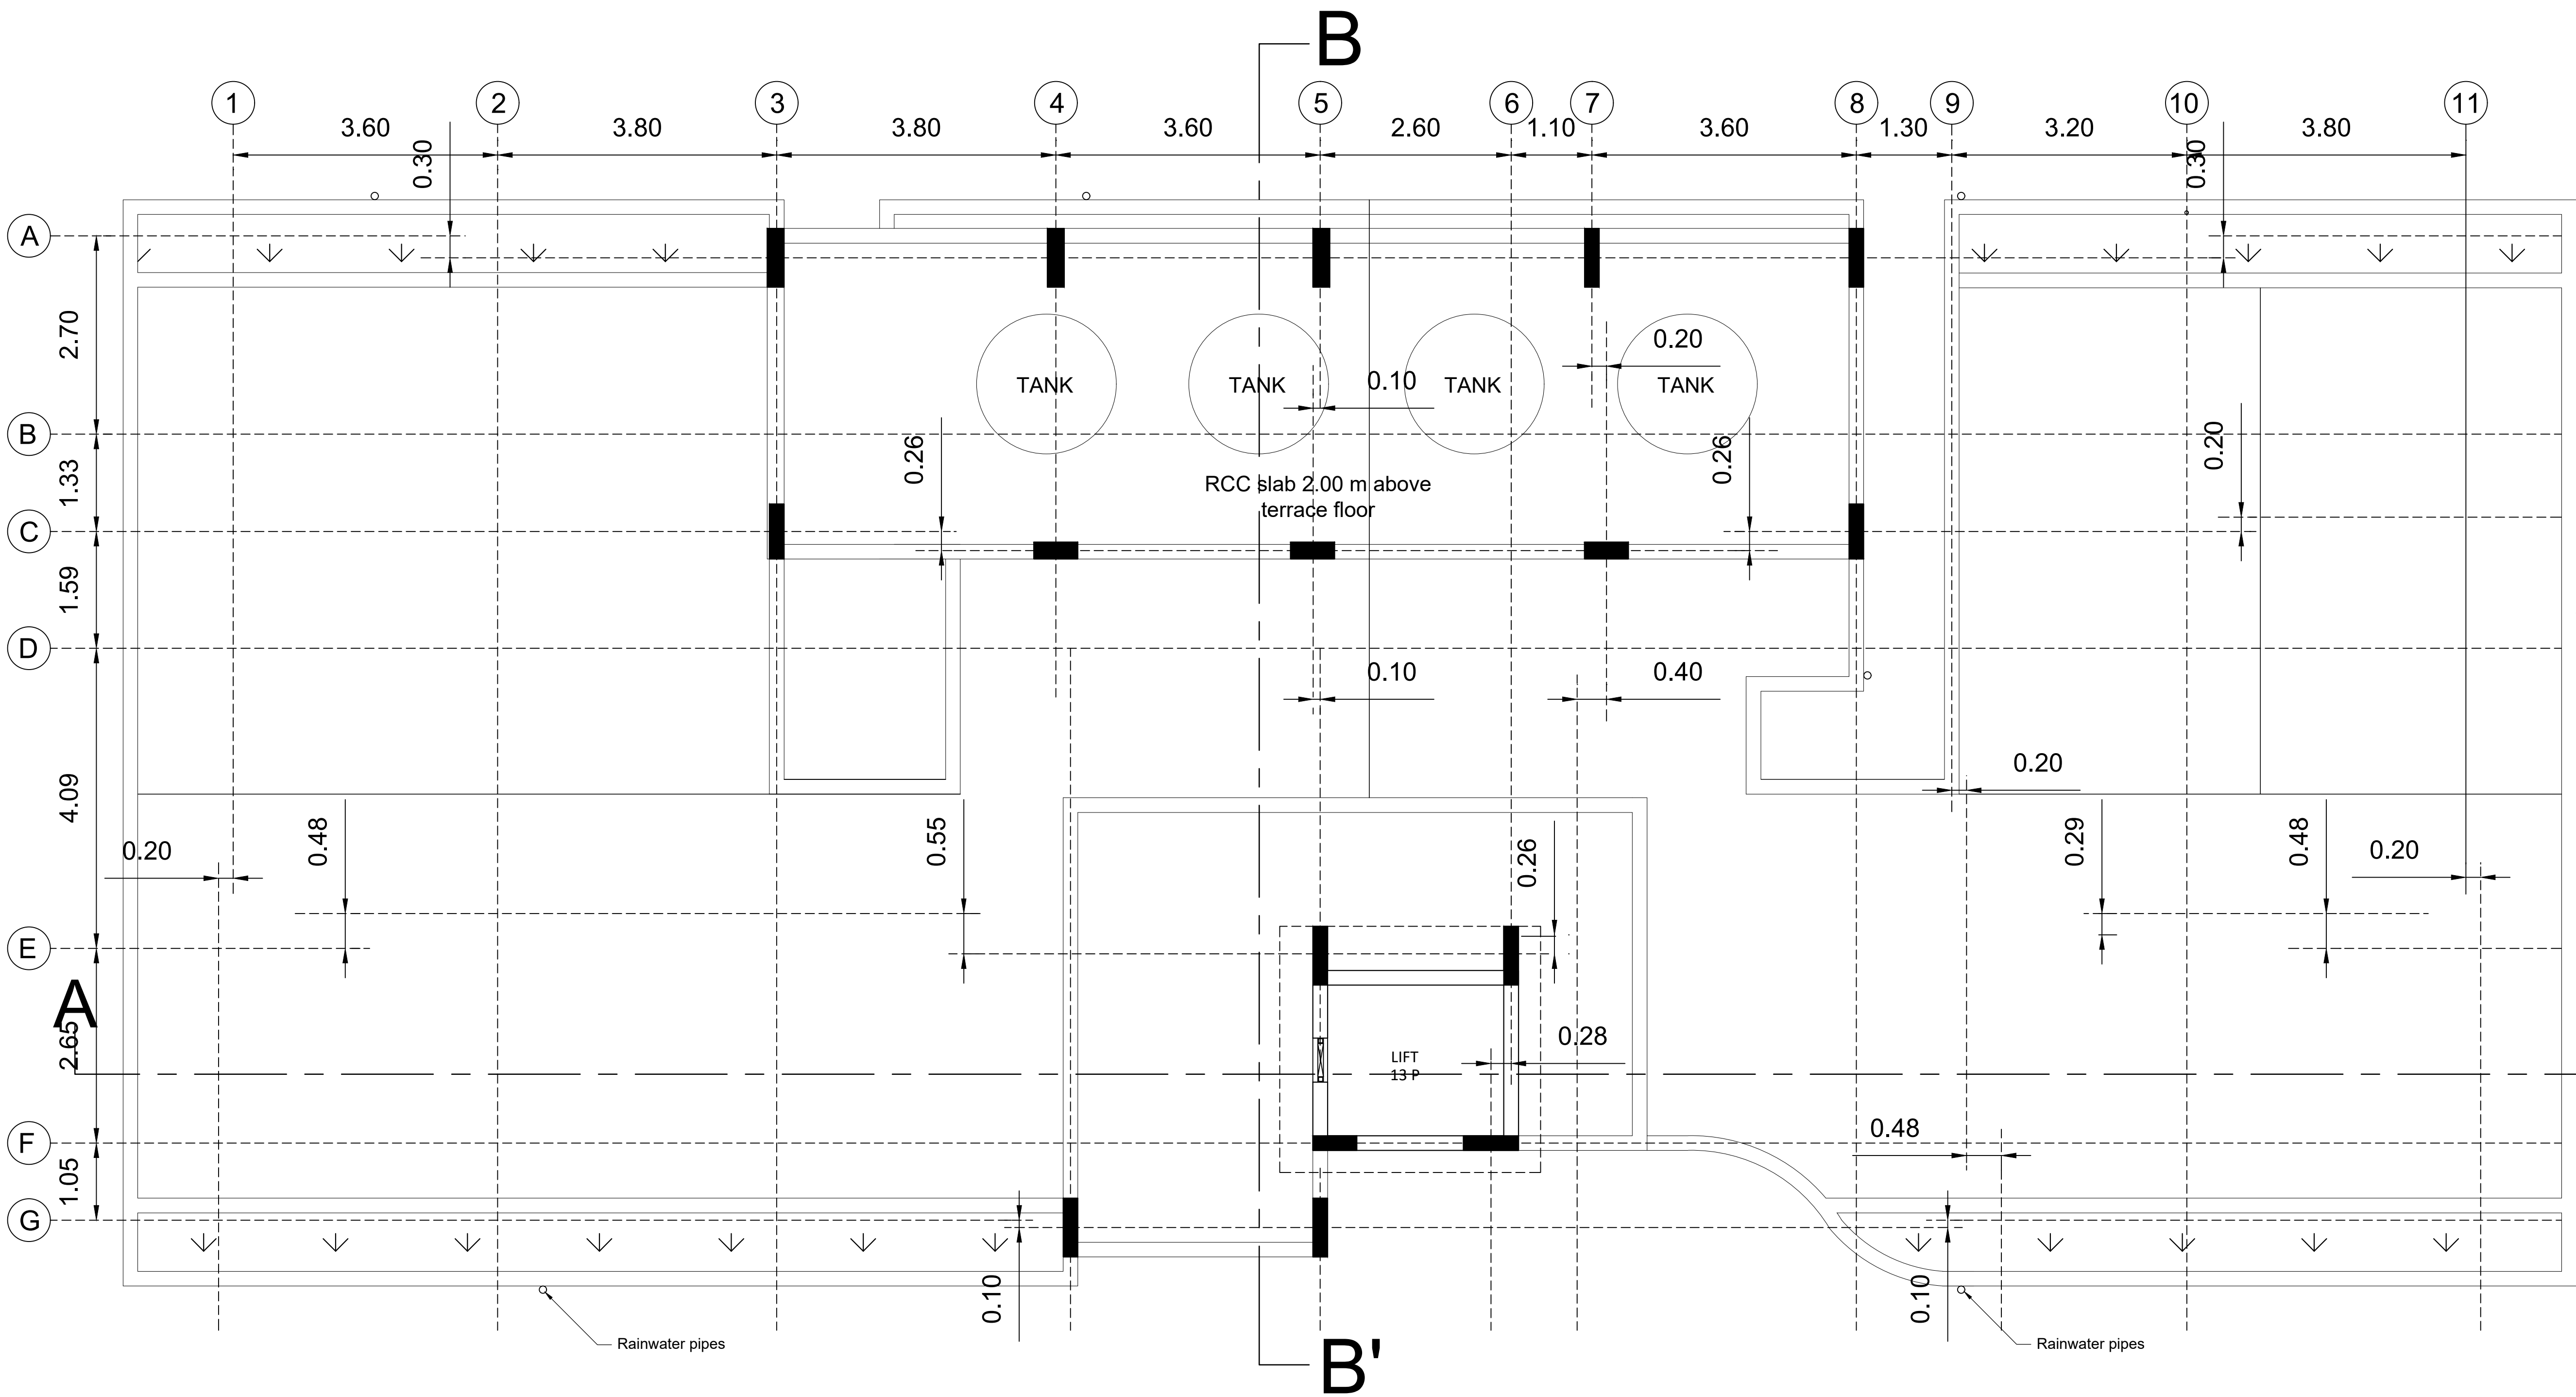 B
1 2 3 4 5 6 7 8 9 10 11
3.60 3.80 3.80 3.60 2.60 1.10 3.60 1.30 3.20 3.80
0.30
0.30
A
2.70
0.20
TANK TANK TANK TANK
0.10
B
0.26
0.26
0.20
1.33
RCC slab 2.00 m above
terrace floor
C
1.59
D
0.10
0.40
0.20
4.09
0.20
0.48
0.55
0.26
0.29
0.48
0.20
E
A
2.65
0.28
LIFT
13 P
F
0.48
1.05
G
0.10
0.10
Rainwater pipes
Rainwater pipes
B'